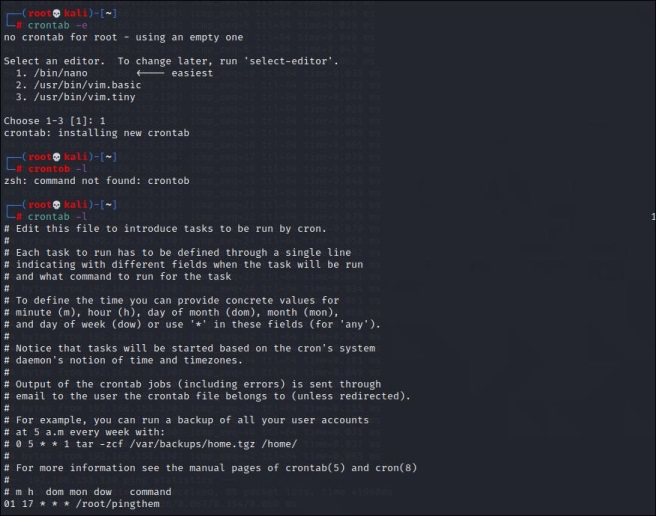 (root💀kali)-[~]
# crontab -e
no crontab for root - using an empty one
Select an editor.  To change later, run 'select-editor'.
1. /bin/nano        <---- easiest
2. /usr/bin/vim.basic
3. /usr/bin/vim.tiny
Choose 1-3 [1]: 1
crontab: installing new crontab
(root💀kali)-[~]
# crontob -l
zsh: command not found: crontob
(root💀kali)-[~]
# crontab -l
1
# Edit this file to introduce tasks to be run by cron.
#
# Each task to run has to be defined through a single line
# indicating with different fields when the task will be run
# and what command to run for the task
#
# To define the time you can provide concrete values for
# minute (m), hour (h), day of month (dom), month (mon),
# and day of week (dow) or use '*' in these fields (for 'any').
#
# Notice that tasks will be started based on the cron's system
# daemon's notion of time and timezones.
#
# Output of the crontab jobs (including errors) is sent through
# email to the user the crontab file belongs to (unless redirected).
#
# For example, you can run a backup of all your user accounts
# at 5 a.m every week with:
# 0 5 * * 1 tar -zcf /var/backups/home.tgz /home/
#
# For more information see the manual pages of crontab(5) and cron(8)
#
# m h  dom mon dow   command
01 17 * * * /root/pingthem